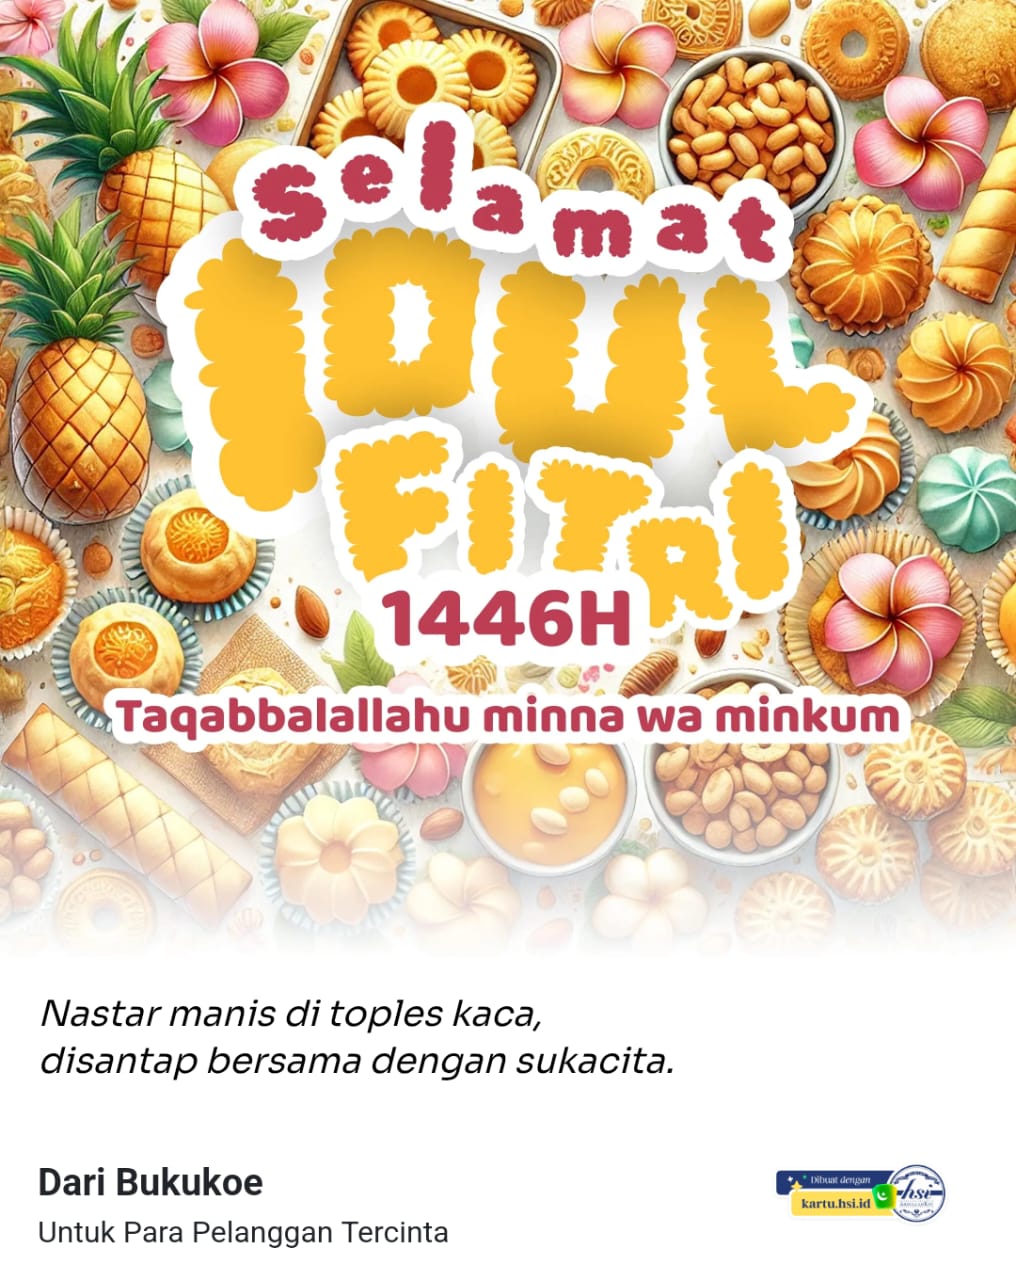 Selamat
IDUL
FITRI
1446H
Taqabbalallahu minna wa minkum
Nastar manis di toples kaca,
disantap bersama dengan sukacita.
Dari Bukukoe
Untuk Para Pelanggan Tercinta
Dibuat dengan
kartu.hsi.id
hsi